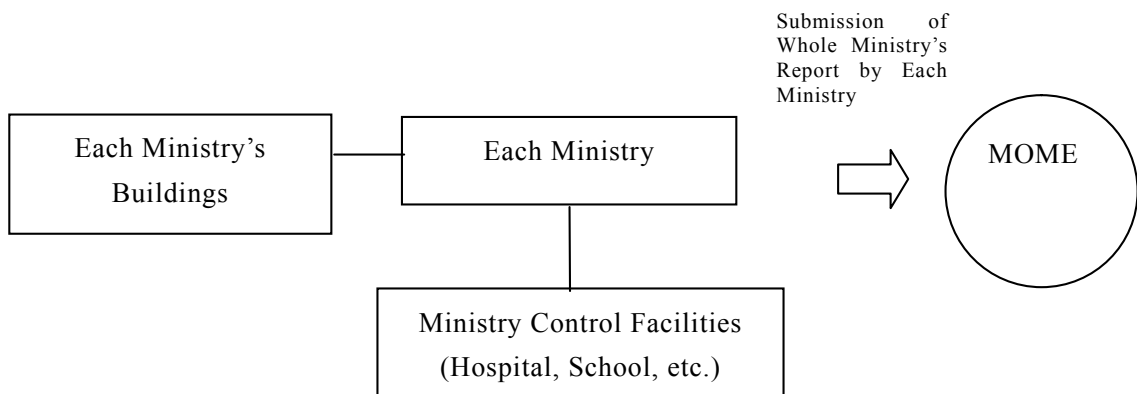 Submission of
Whole Ministry’s
Report by Each
Ministry
Each Ministry’s
Buildings
Each Ministry
MOME
Ministry Control Facilities
(Hospital, School, etc.)